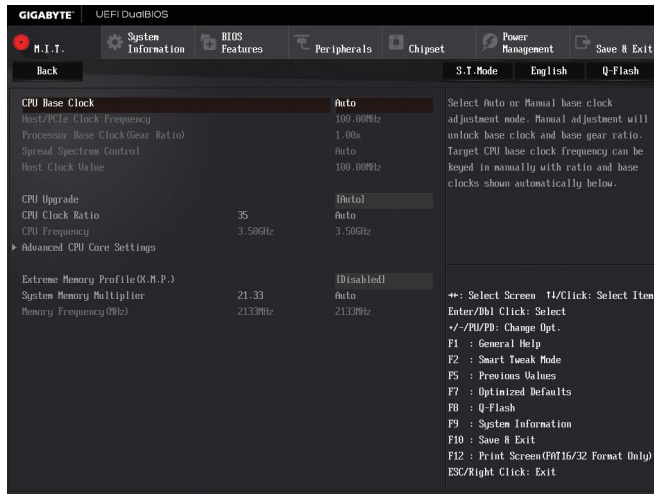 GIGABYTE™ UEFI DualBIOS
M.I.T.
System Information
BIOS Features
Peripherals
Chipset
Power Management
Save & Exit
Back
S.T.Mode English Q-Flash
CPU Base Clock Auto
Host/PCIe Clock Frequency 100.00MHz
Processor Base Clock(Gear Ratio) 1.00x
Spread Spectrum Control Auto
Host Clock Value 100.00MHz
CPU Upgrade [Auto]
CPU Clock Ratio 35 Auto
CPU Frequency 3.50GHz 3.50GHz
Advanced CPU Core Settings
Extreme Memory Profile(X.M.P.) [Disabled]
System Memory Multiplier 21.33 Auto
Memory Frequency(MHz) 2133MHz 2133MHz
Select Auto or Manual base clock
adjustment mode. Manual adjustment will
unlock base clock and base gear ratio.
Target CPU base clock frequency can be
keyed in manually with ratio and base
clocks shown automatically below.
→←: Select Screen ↑↓/Click: Select Item
Enter/Dbl Click: Select
+/-/PU/PD: Change Opt.
F1 : General Help
F2 : Smart Tweak Mode
F5 : Previous Values
F7 : Optimized Defaults
F8 : Q-Flash
F9 : System Information
F10 : Save & Exit
F12 : Print Screen(FAT16/32 Format Only)
ESC/Right Click: Exit